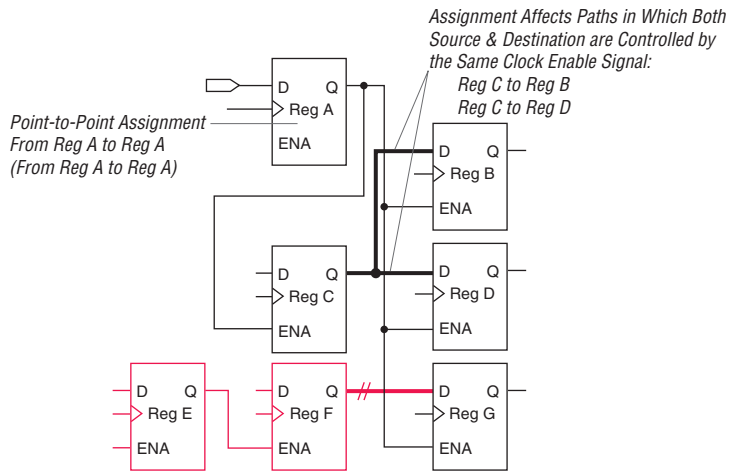 Assignment Affects Paths in Which Both
Source & Destination are Controlled by
the Same Clock Enable Signal:
Reg C to Reg B
Reg C to Reg D
Point-to-Point Assignment
From Reg A to Reg A
(From Reg A to Reg A)
D Q
Reg A
ENA
D Q
Reg B
ENA
D Q
Reg C
ENA
D Q
Reg D
ENA
D Q
Reg E
ENA
D Q
Reg F
ENA
D Q
Reg G
ENA